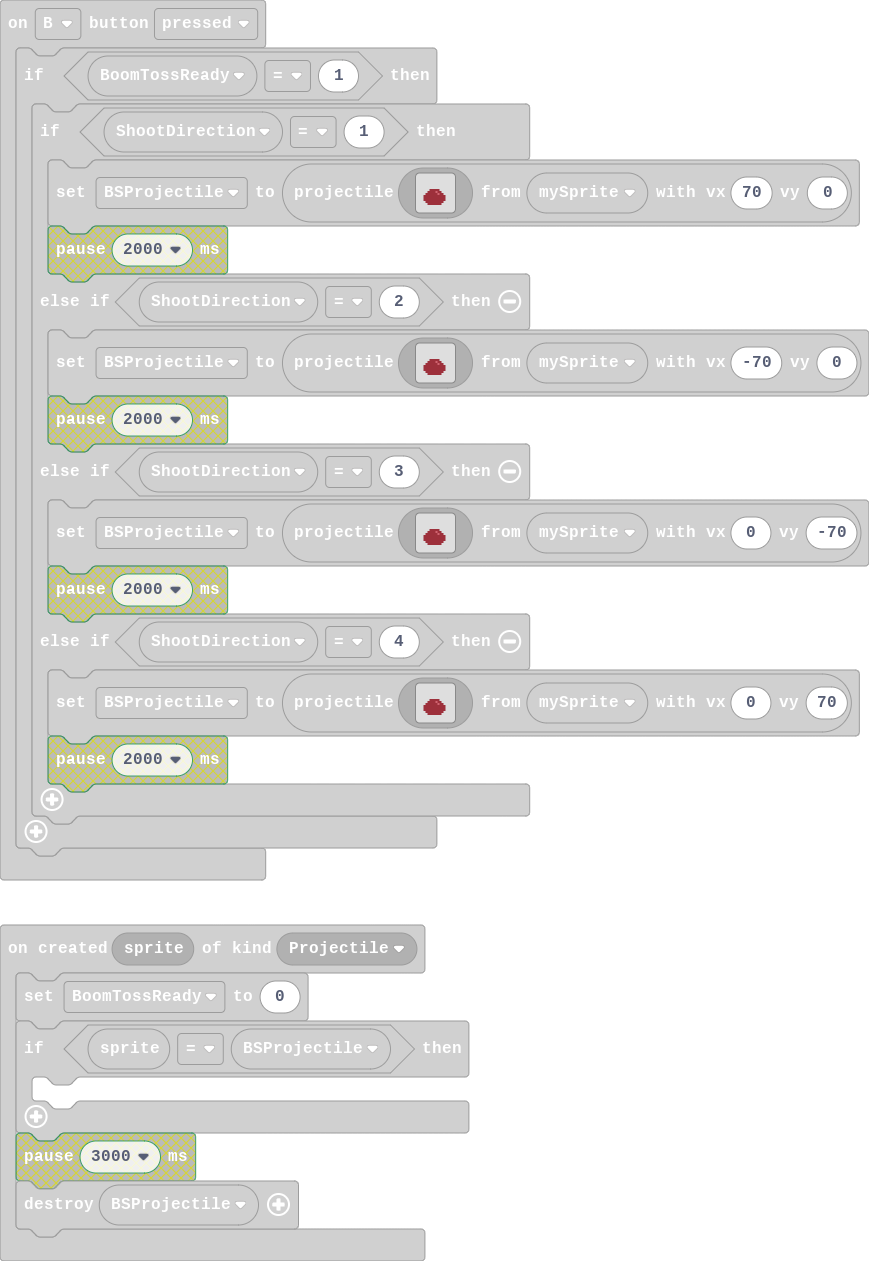 on B button pressed
if BoomTossReady = 1 then
if ShootDirection = 1 then
set BSProjectile to projectile from mySprite with vx 70 vy 0
pause 2000 ms
else if ShootDirection = 2 then
set BSProjectile to projectile from mySprite with vx -70 vy 0
pause 2000 ms
else if ShootDirection = 3 then
set BSProjectile to projectile from mySprite with vx 0 vy -70
pause 2000 ms
else if ShootDirection = 4 then
set BSProjectile to projectile from mySprite with vx 0 vy 70
pause 2000 ms
on created sprite of kind Projectile
set BoomTossReady to 0
if sprite = BSProjectile then
pause 3000 ms
destroy BSProjectile